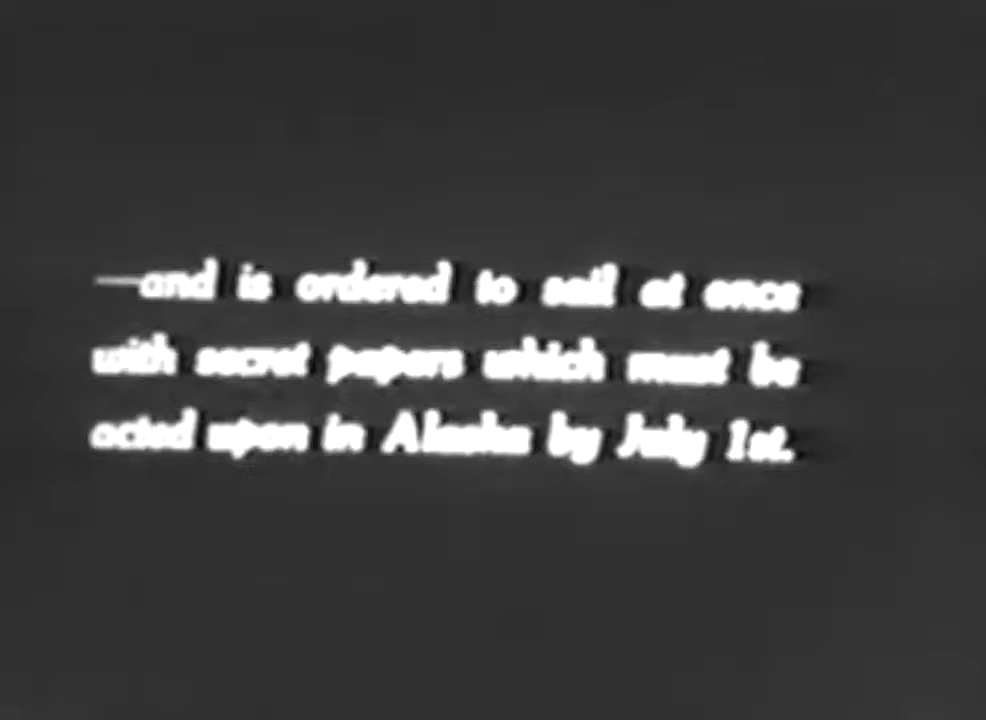 —and is ordered to sail at once
with secret papers which must be
acted upon in Alaska by July 1st.